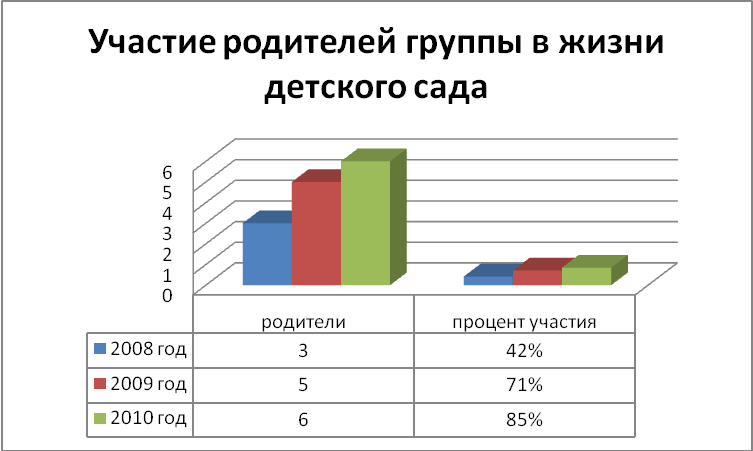 Участие родителей группы в жизни
детского сада
6
5
4
3
2
1
0
родители процент участия
2008 год 3 42%
2009 год 5 71%
2010 год 6 85%